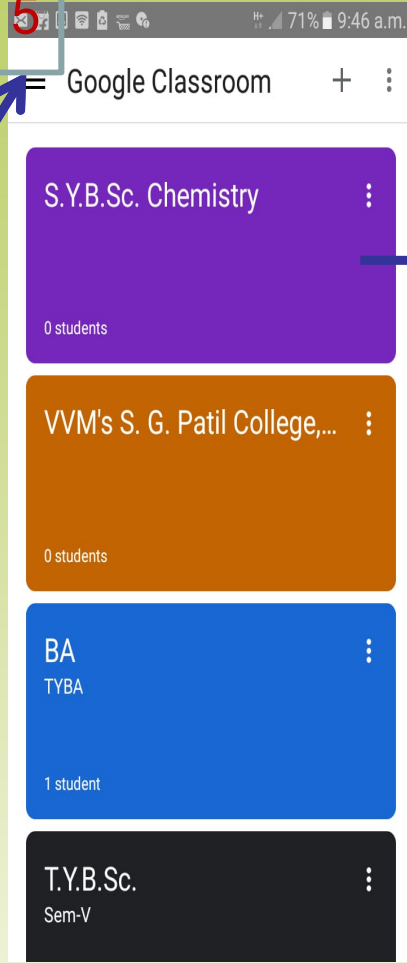 5
H+ 71% 9:46 a.m.
Google Classroom
S.Y.B.Sc. Chemistry
0 students
VVM's S. G. Patil College,...
0 students
BA
TYBA
1 student
T.Y.B.Sc.
Sem-V